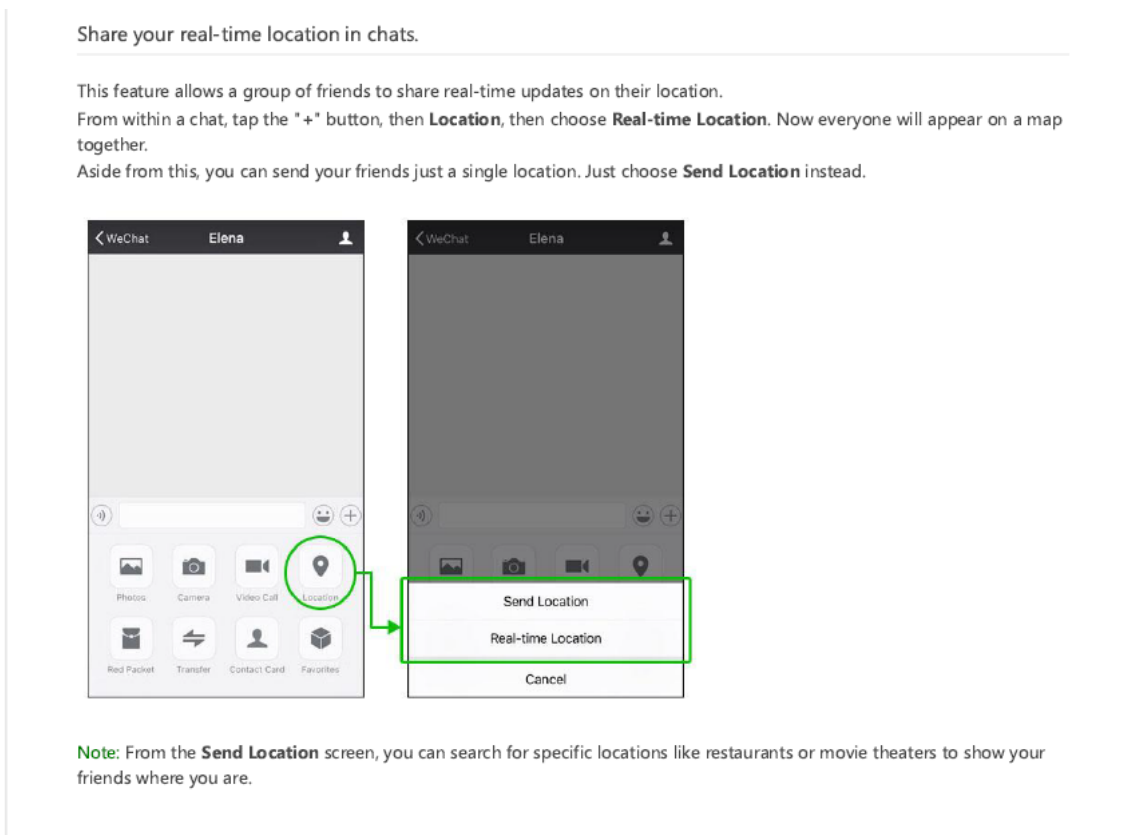 Share your real-time location in chats.
This feature allows a group of friends to share real-time updates on their location.
From within a chat, tap the "+" button, then Location, then choose Real-time Location. Now everyone will appear on a map
together.
Aside from this, you can send your friends just a single location. Just choose Send Location instead.
WeChat Elena
Photos Camera Video Call Location
Red Packet Transfer Contact Card Favorites
WeChat Elena
Send Location
Real-time Location
Cancel
Note: From the Send Location screen, you can search for specific locations like restaurants or movie theaters to show your
friends where you are.